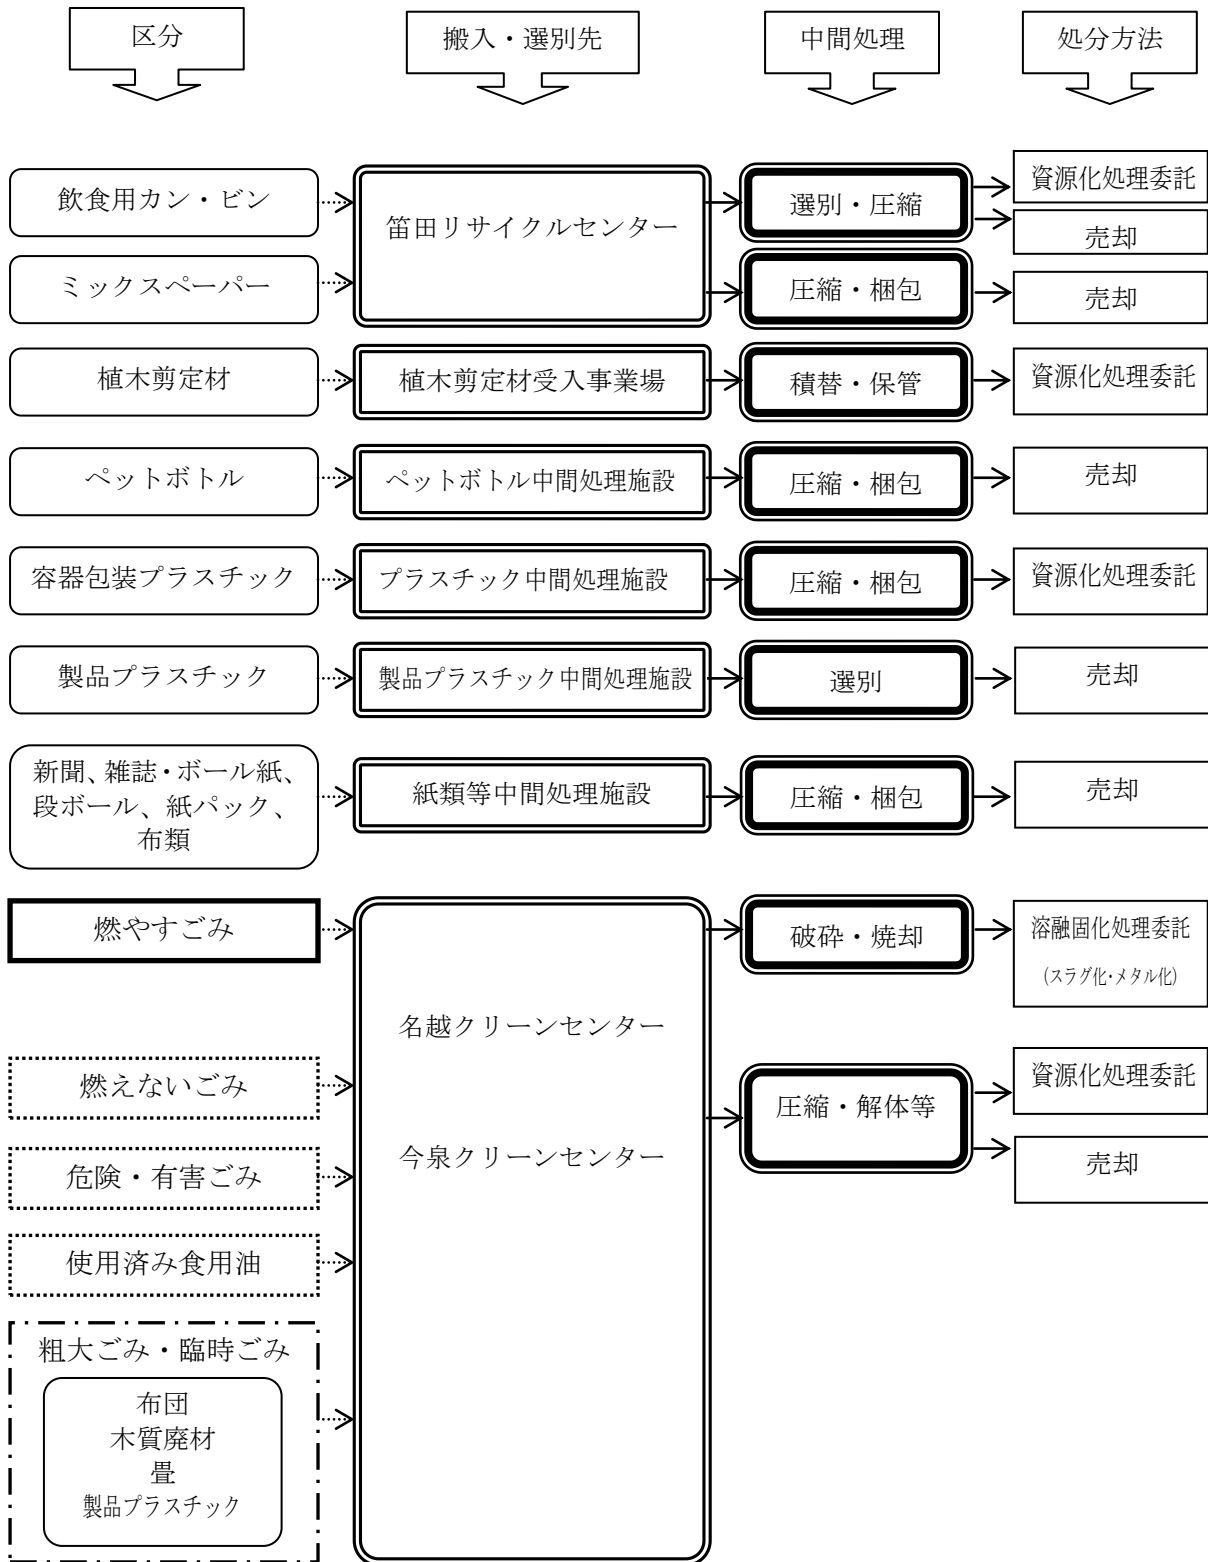 区分
搬入・選別先
中間処理
処分方法
飲食用カン・ビン
笛田リサイクルセンター
選別・圧縮
資源化処理委託
売却
ミックスペーパー
圧縮・梱包
売却
植木剪定材
植木剪定材受入事業場
積替・保管
資源化処理委託
ペットボトル
ペットボトル中間処理施設
圧縮・梱包
売却
容器包装プラスチック
プラスチック中間処理施設
圧縮・梱包
資源化処理委託
製品プラスチック
製品プラスチック中間処理施設
選別
売却
新聞、雑誌・ボール紙、
段ボール、紙パック、
布類
紙類等中間処理施設
圧縮・梱包
売却
燃やすごみ
破砕・焼却
溶融固化処理委託
(スラグ化・メタル化)
名越クリーンセンター
今泉クリーンセンター
燃えないごみ
圧縮・解体等
資源化処理委託
売却
危険・有害ごみ
使用済み食用油
粗大ごみ・臨時ごみ
布団
木質廃材
畳
製品プラスチック